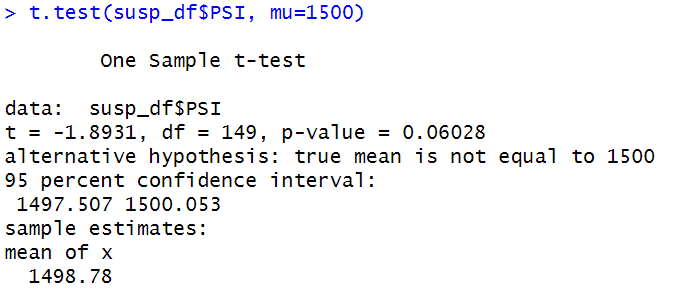 > t.test(susp_df$PSI, mu=1500)
One Sample t-test
data:  susp_df$PSI
t = -1.8931, df = 149, p-value = 0.06028
alternative hypothesis: true mean is not equal to 1500
95 percent confidence interval:
1497.507 1500.053
sample estimates:
mean of x
1498.78